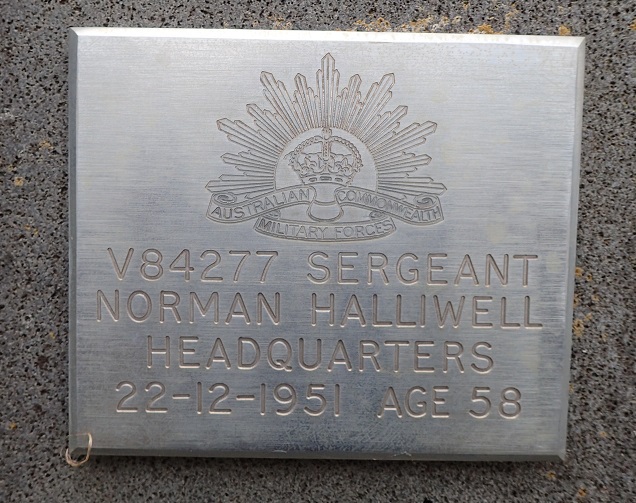 AUSTRALIAN COMMONWEALTH
MILITARY FORCES
V84277 SERGEANT
NORMAN HALLIWELL
HEADQUARTERS
22-12-1951 AGE 58